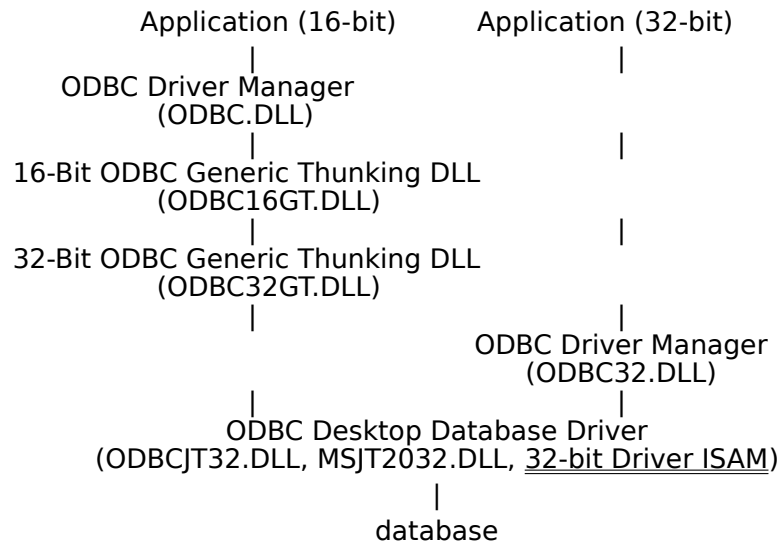 Application (16-bit) Application (32-bit)
| |
ODBC Driver Manager
(ODBC.DLL)
| |
16-Bit ODBC Generic Thunking DLL
(ODBC16GT.DLL)
| |
32-Bit ODBC Generic Thunking DLL
(ODBC32GT.DLL)
| |
ODBC Driver Manager
(ODBC32.DLL)
| |
ODBC Desktop Database Driver
(ODBCJT32.DLL, MSJT2032.DLL, 32-bit Driver ISAM)
|
database